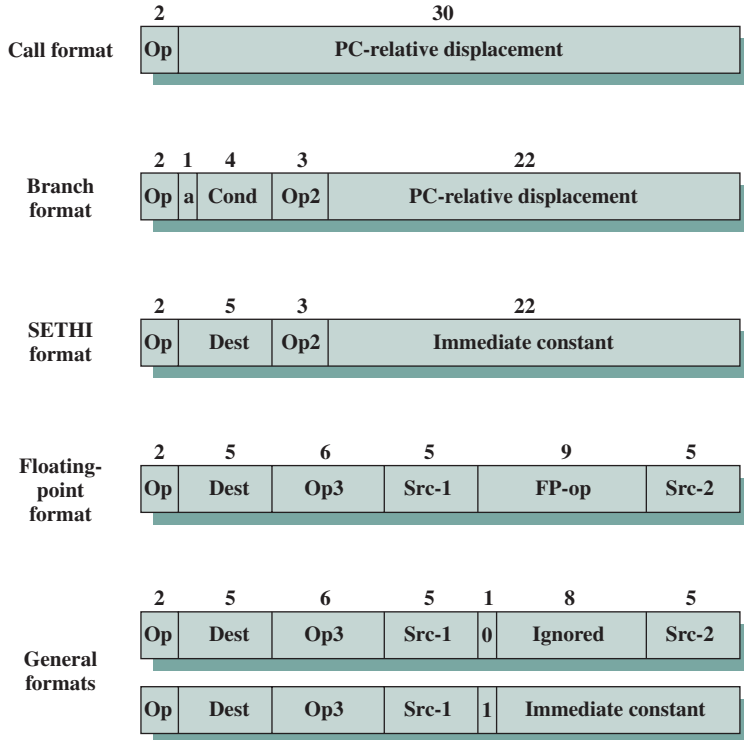 2 30
Call format Op PC-relative displacement
2 1 4 3 22
Branch
format
Op a Cond Op2 PC-relative displacement
2 5 3 22
SETHI
format
Op Dest Op2 Immediate constant
2 5 6 5 9 5
Floating-
point
format
Op Dest Op3 Src-1 FP-op Src-2
2 5 6 5 1 8 5
Op Dest Op3 Src-1 0 Ignored Src-2
General
formats
Op Dest Op3 Src-1 1 Immediate constant